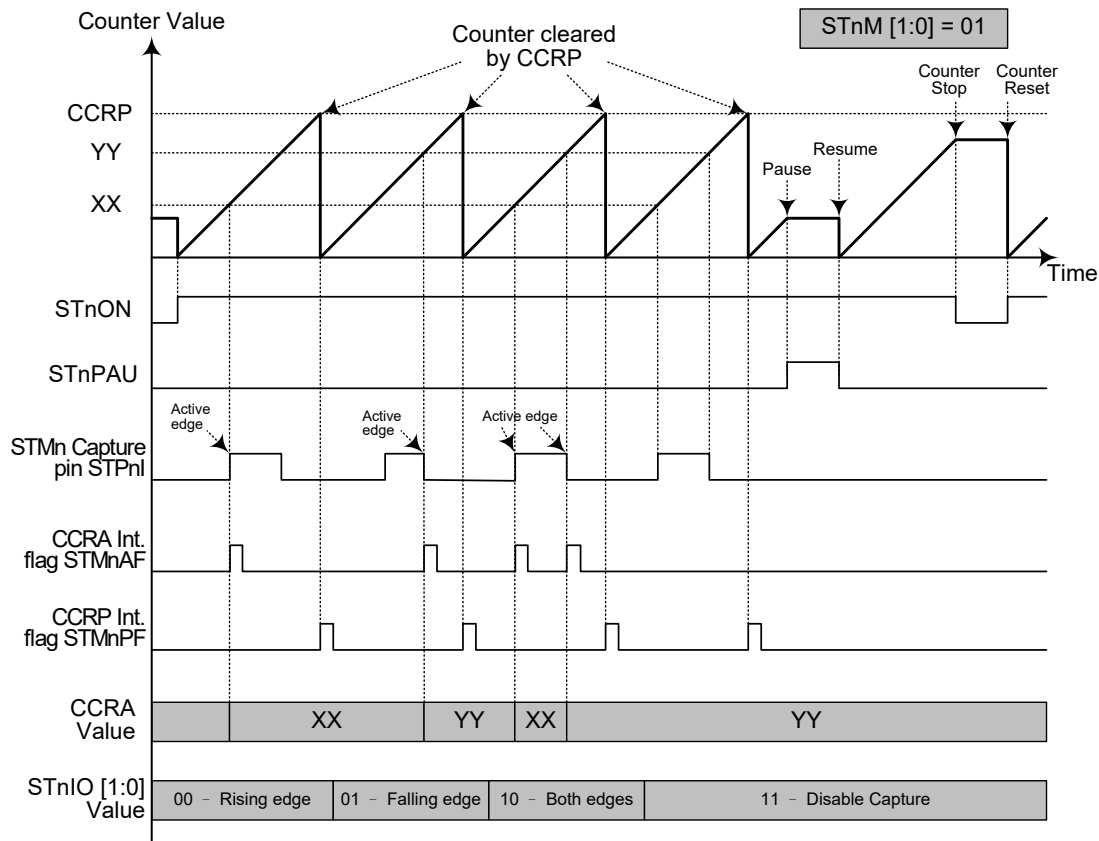 Counter Value
STnM [1:0] = 01
Counter cleared
by CCRP
Counter
Stop
Counter
Reset
CCRP
YY
XX
Pause
Resume
Time
STnON
STnPAU
Active
edge
Active
edge
Active edge
STMn Capture
pin STPnI
CCRA Int.
flag STMnAF
CCRP Int.
flag STMnPF
CCRA
Value
XX
YY
XX
YY
STnIO [1:0]
Value
00 – Rising edge
01 – Falling edge
10 – Both edges
11 – Disable Capture